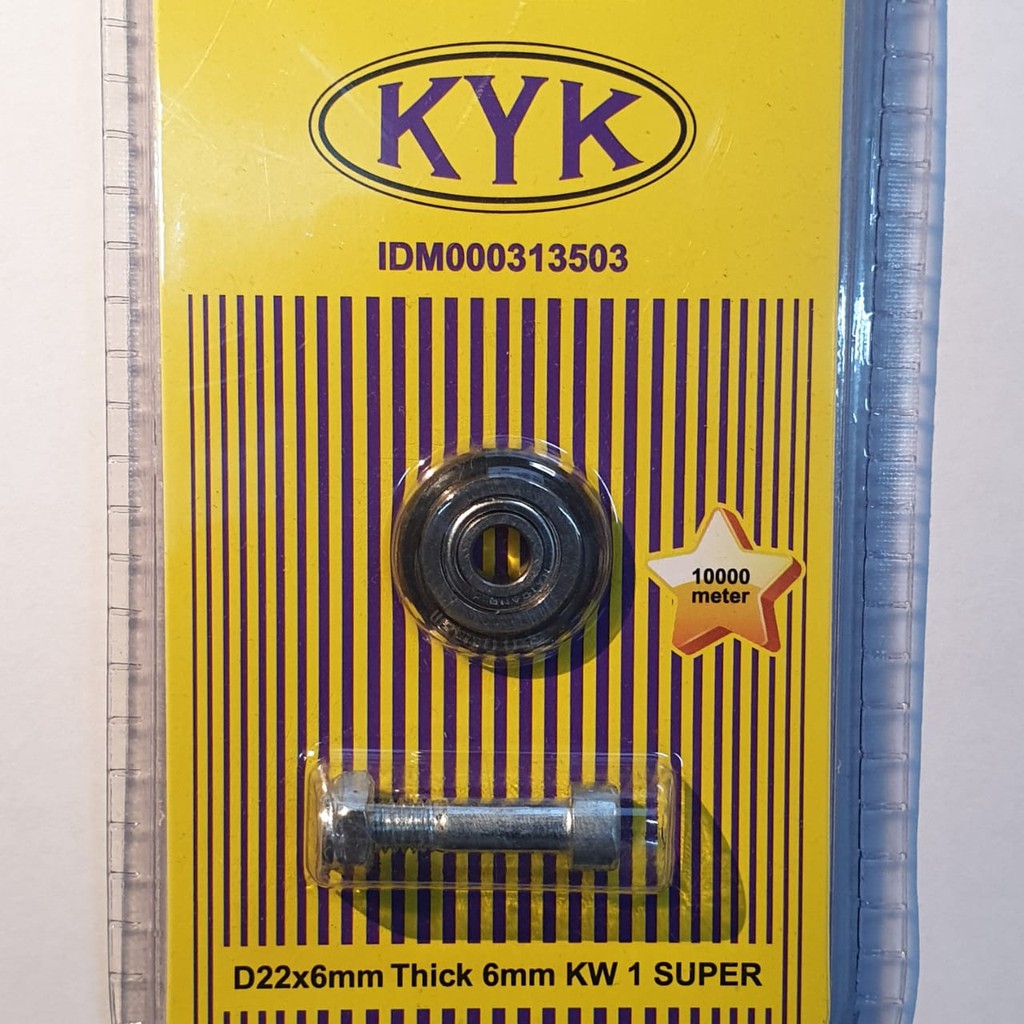 KYK
IDM000313503
10000
meter
D22x6mm Thick 6mm KW 1 SUPER